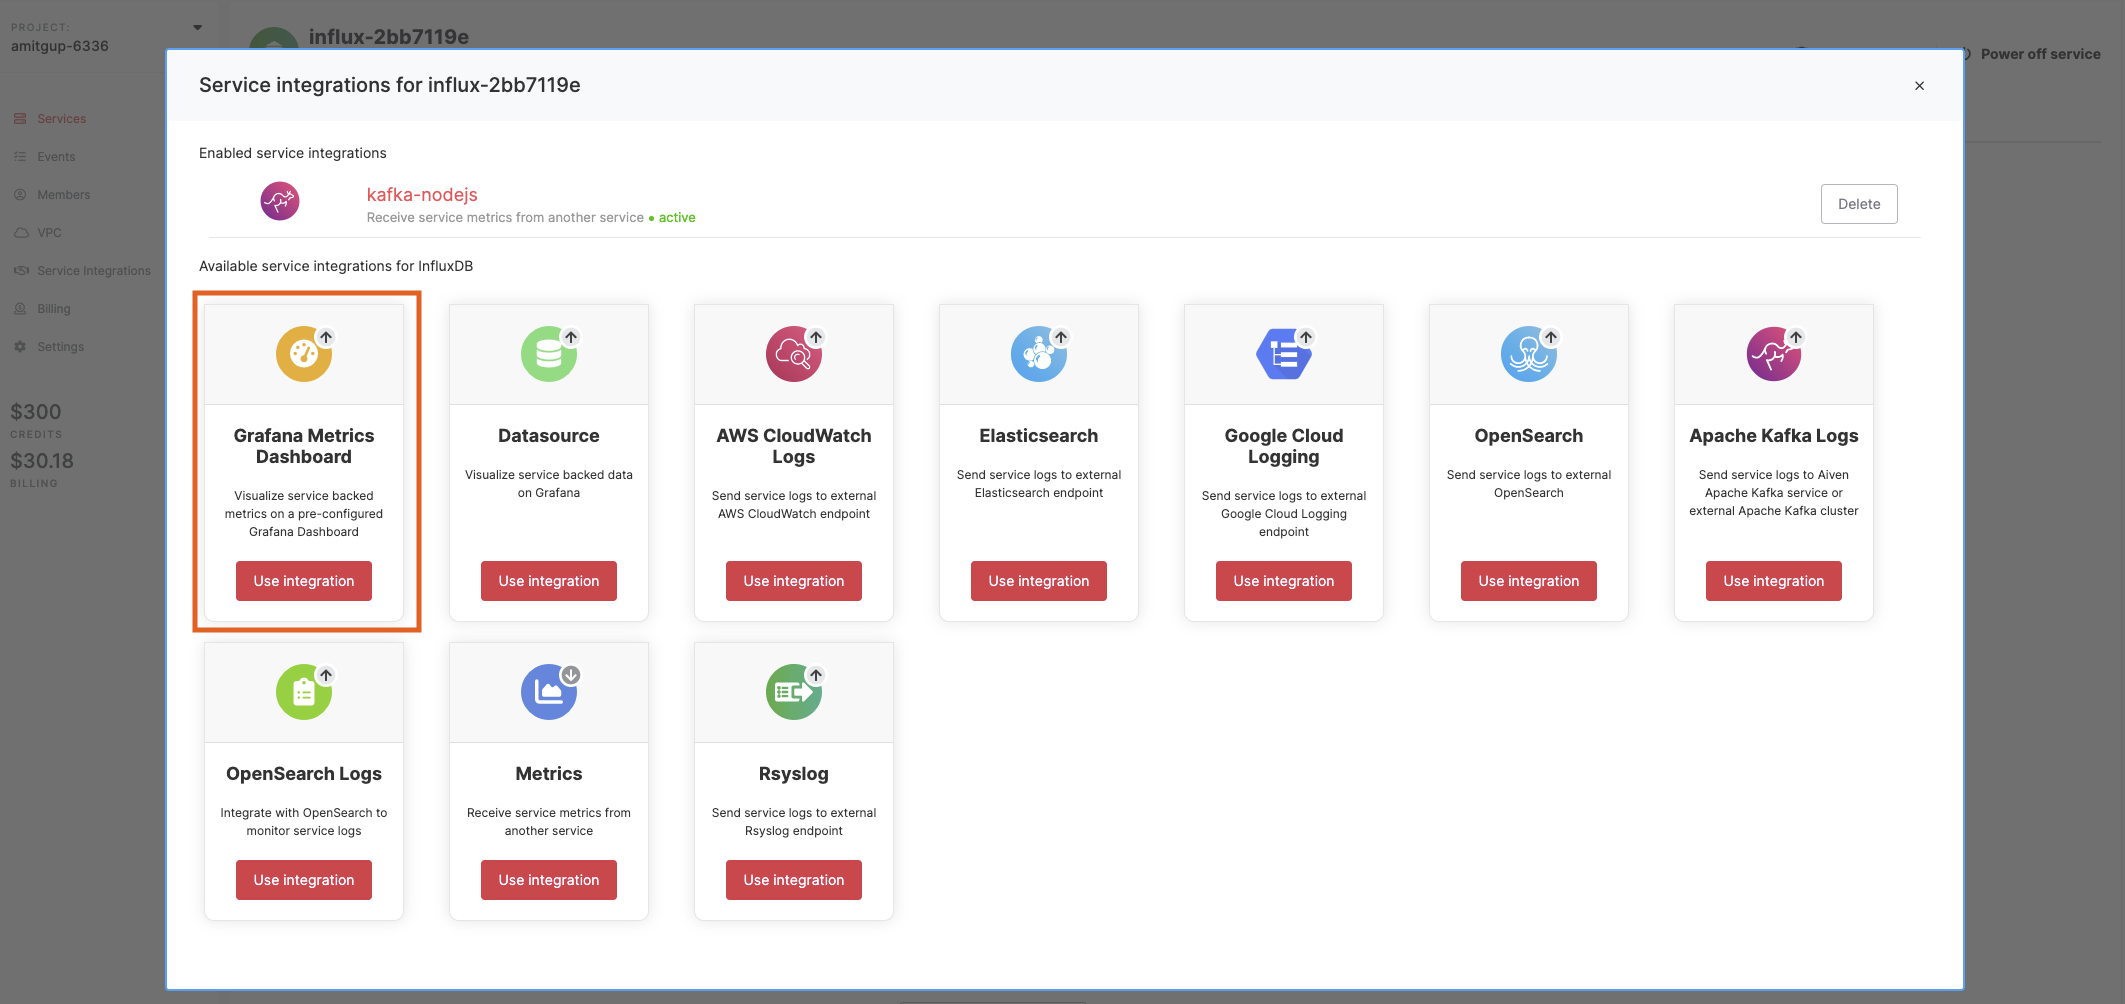 PROJECT:
amitgup-6336
influx-2bb7119e
Power off service
Services
Events
Members
VPC
Service Integrations
Billing
Settings
$300
CREDITS
$30.18
BILLING
Service integrations for influx-2bb7119e
Enabled service integrations
kafka-nodejs
Receive service metrics from another service • active
Delete
Available service integrations for InfluxDB
Grafana Metrics
Dashboard
Visualize service backed
metrics on a pre-configured
Grafana Dashboard
Use integration
Datasource
Visualize service backed data
on Grafana
Use integration
AWS CloudWatch
Logs
Send service logs to external
AWS CloudWatch endpoint
Use integration
Elasticsearch
Send service logs to external
Elasticsearch endpoint
Use integration
Google Cloud
Logging
Send service logs to external
Google Cloud Logging
endpoint
Use integration
OpenSearch
Send service logs to external
OpenSearch
Use integration
Apache Kafka Logs
Send service logs to Aiven
Apache Kafka service or
external Apache Kafka cluster
Use integration
OpenSearch Logs
Integrate with OpenSearch to
monitor service logs
Use integration
Metrics
Receive service metrics from
another service
Use integration
Rsyslog
Send service logs to external
Rsyslog endpoint
Use integration